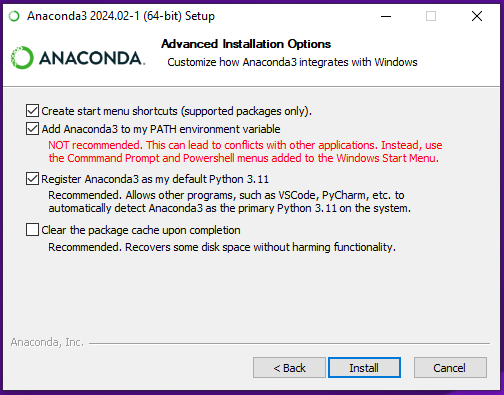 Anaconda3 2024.02-1 (64-bit) Setup
ANACONDA.
Advanced Installation Options
Customize how Anaconda3 integrates with Windows
Create start menu shortcuts (supported packages only).
Add Anaconda3 to my PATH environment variable
NOT recommended. This can lead to conflicts with other applications. Instead, use
the Commmand Prompt and Powershell menus added to the Windows Start Menu.
Register Anaconda3 as my default Python 3.11
Recommended. Allows other programs, such as VSCode, PyCharm, etc. to
automatically detect Anaconda3 as the primary Python 3.11 on the system.
Clear the package cache upon completion
Recommended. Recovers some disk space without harming functionality.
Anaconda, Inc.
< Back
Install
Cancel